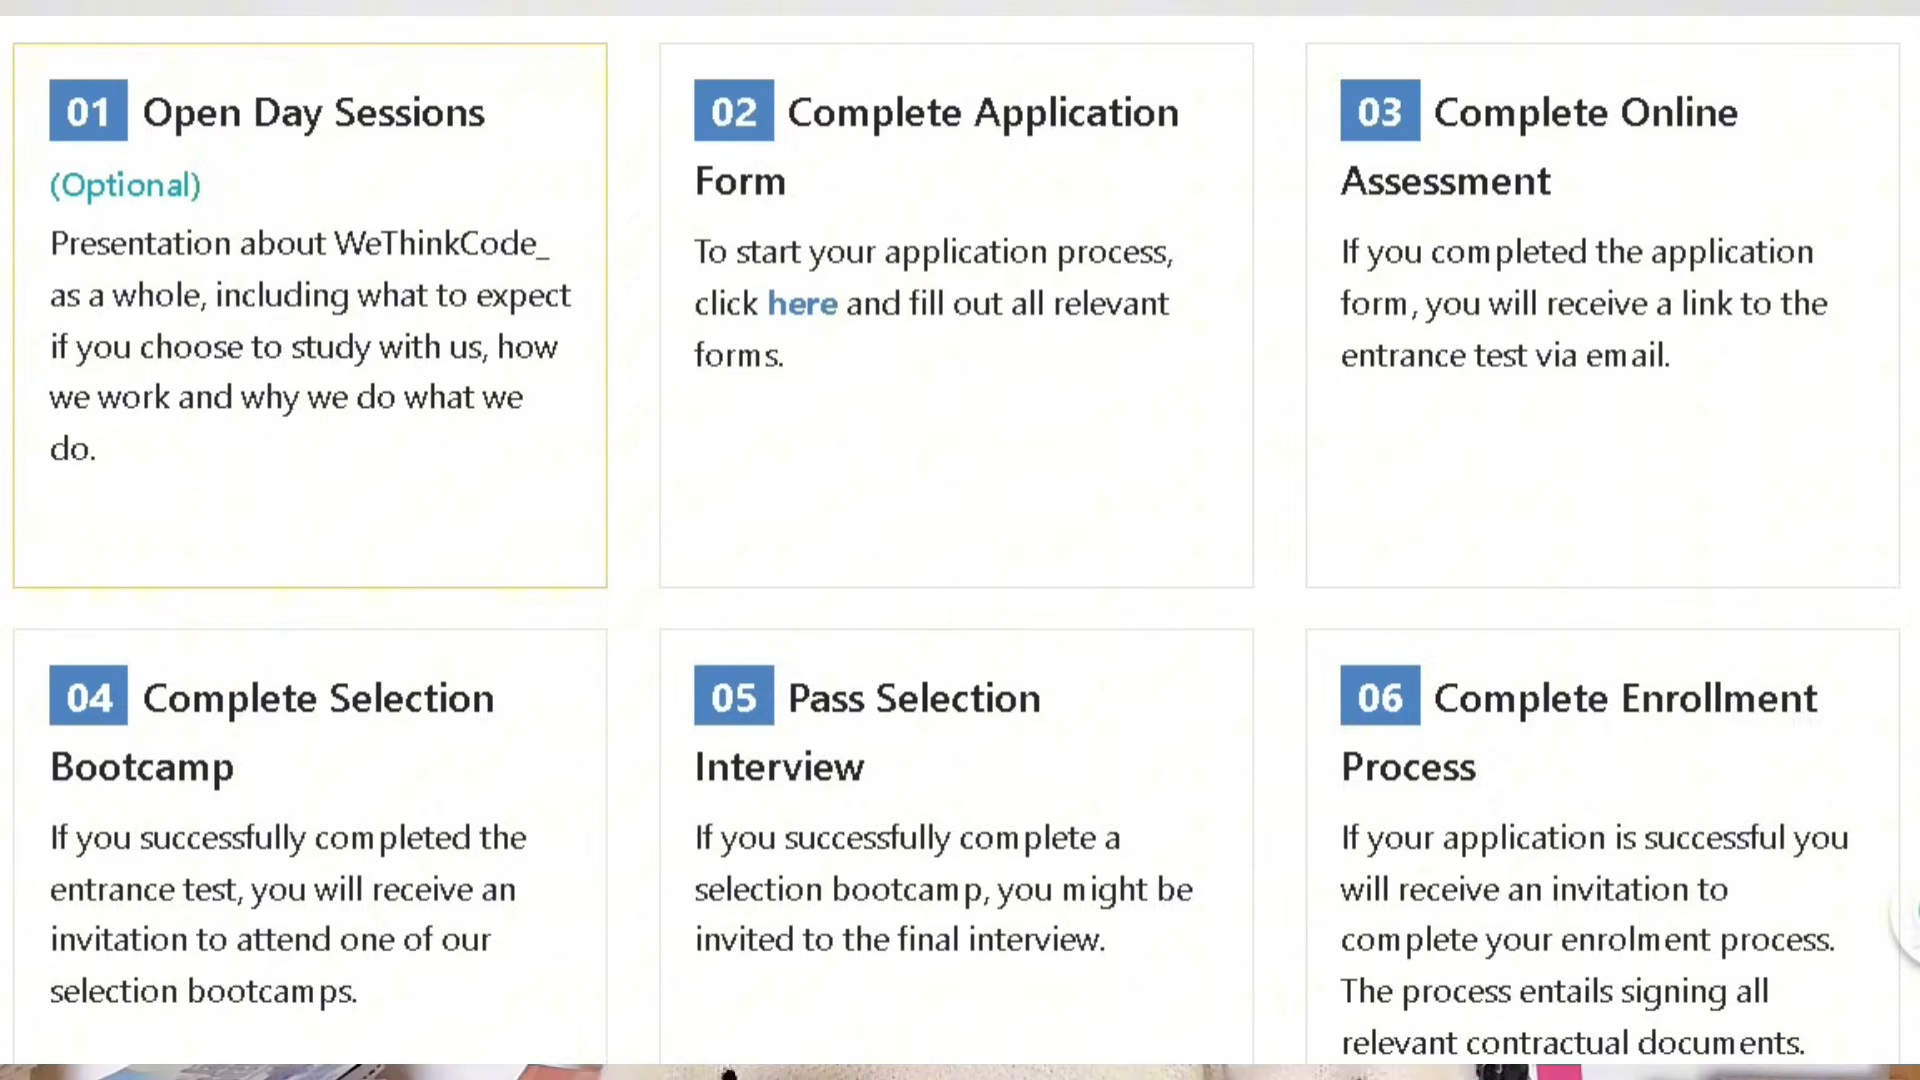 01 Open Day Sessions
(Optional)
Presentation about WeThinkCode_
as a whole, including what to expect
if you choose to study with us, how
we work and why we do what we
do.
02 Complete Application
Form
To start your application process,
click here and fill out all relevant
forms.
03 Complete Online
Assessment
If you completed the application
form, you will receive a link to the
entrance test via email.
04 Complete Selection
Bootcamp
If you successfully completed the
entrance test, you will receive an
invitation to attend one of our
selection bootcamps.
05 Pass Selection
Interview
If you successfully complete a
selection bootcamp, you might be
invited to the final interview.
06 Complete Enrollment
Process
If your application is successful you
will receive an invitation to
complete your enrolment process.
The process entails signing all
relevant contractual documents.